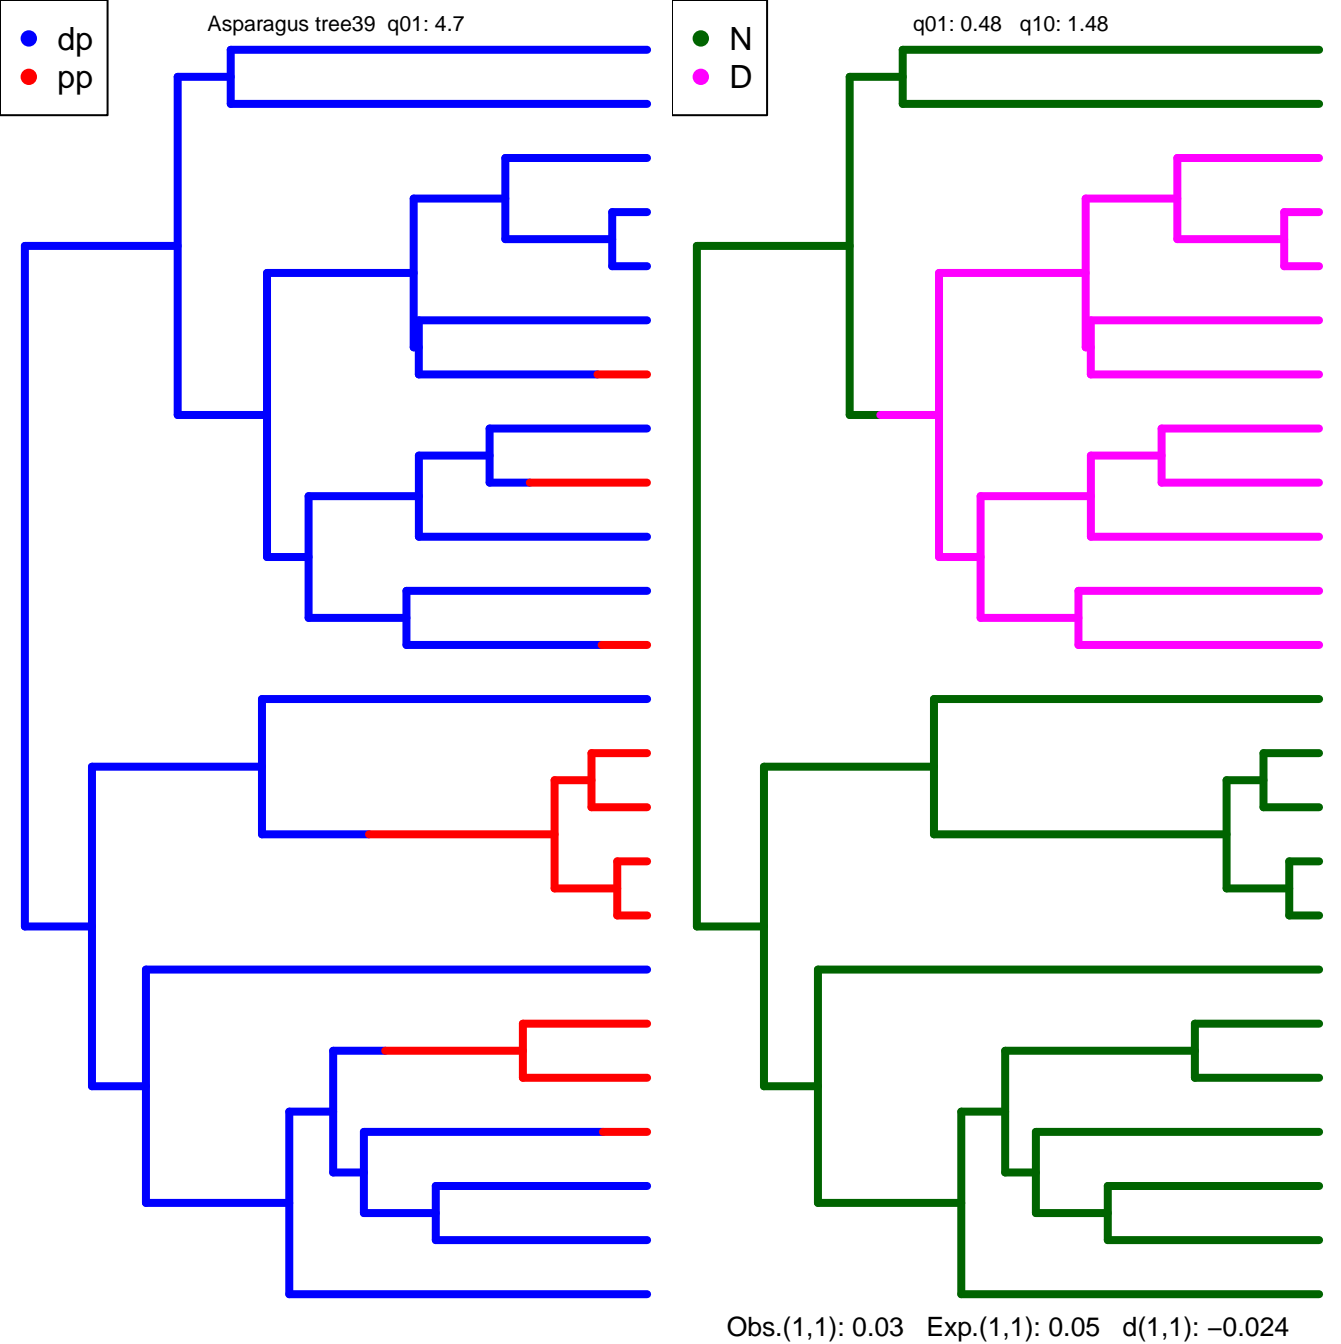 Asparagus tree39 q01: 4.7
dp
pp
q01: 0.48 q10: 1.48
N
D
Obs.(1,1): 0.03 Exp.(1,1): 0.05 d(1,1): −0.024